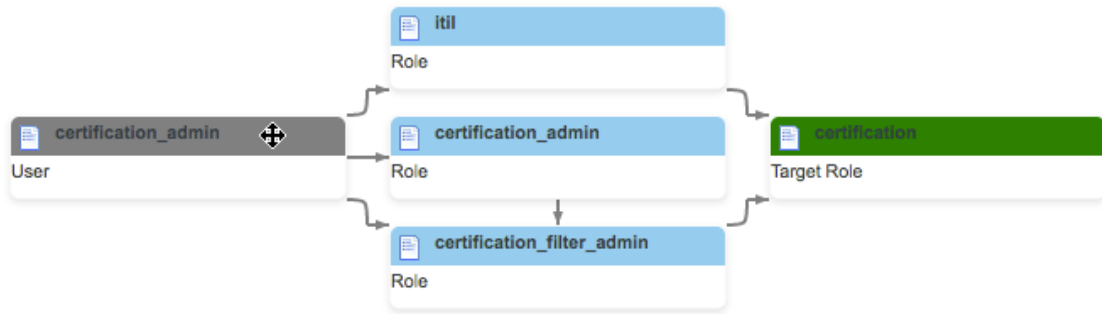 itil
Role
certification_admin
User
certification_admin
Role
certification
Target Role
certification_filter_admin
Role